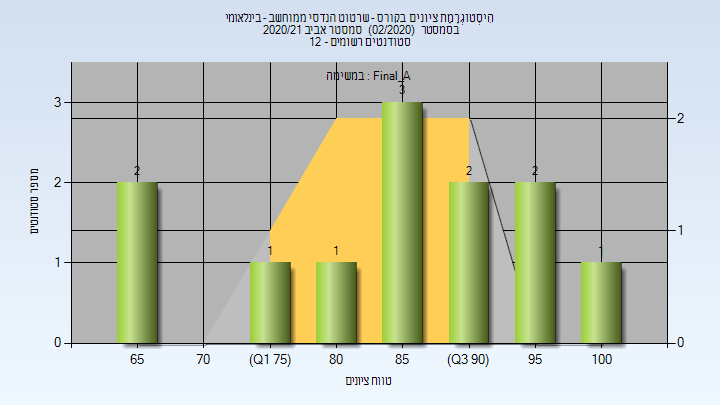 הִיסְטוֹגְרָמַת ציונים בקורס - שרטוט הנדסי ממוחשב - בינלאומי
בסמסטר (02/2020) סמסטר אביב 2020/21
סטודנטים רשומים - 12
במשימה : Final_A
מספר סטודנטים
3
2
1
0
2
1
0
2
1
1
3
2
2
1
65
70
(Q1 75)
80
85
(Q3 90)
95
100
טווח ציונים